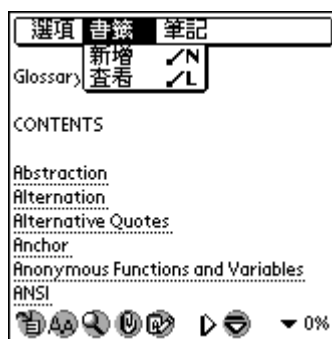 選項 書籤 筆記
新增 ／N
查看 ／L
Glossary
CONTENTS
Abstraction
Alternation
Alternative Quotes
Anchor
Anonymous Functions and Variables
ANSI
0%